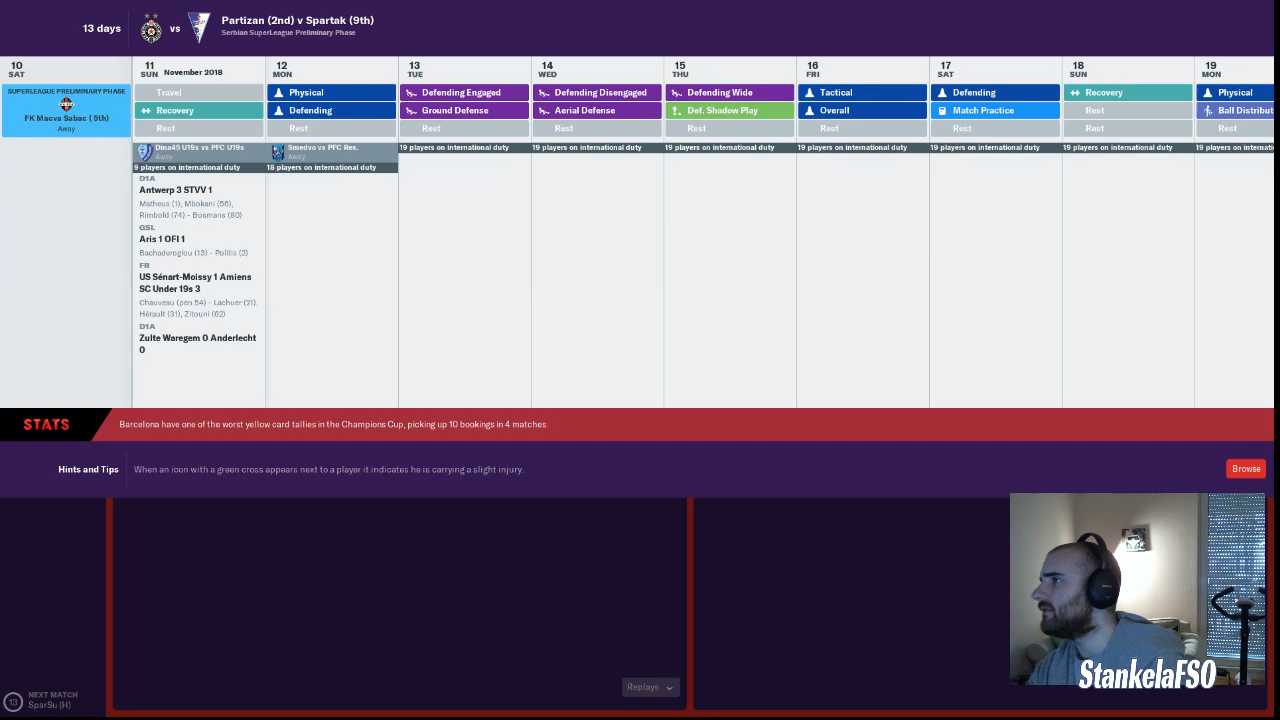 13 days
vs
Partizan (2nd) v Spartak (9th)
Serbian SuperLeague Preliminary Phase
10
SAT
11
SUN
November 2018
12
MON
13
TUE
14
WED
15
THU
16
FRI
17
SAT
18
SUN
19
MON
SUPERLEAGUE PRELIMINARY PHASE
FK Macva Sabac ( 5th)
Away
Travel
Physical
Defending Engaged
Defending Disengaged
Defending Wide
Tactical
Defending
Recovery
Physical
Recovery
Defending
Ground Defense
Aerial Defense
Def. Shadow Play
Overall
Match Practice
Rest
Ball Distribut
Rest
Rest
Rest
Rest
Rest
Rest
Rest
Rest
Rest
Dina45 U19s vs PFC U19s
Away
Smedvo vs PFC Res.
Away
19 players on international duty
19 players on international duty
19 players on international duty
19 players on international duty
19 players on international duty
19 players on international duty
19 players on internationa
9 players on international duty
18 players on international duty
D1A
Antwerp 3 STVV 1
Matheus (1), Mbokani (56),
Rimbold (74) - Bosmans (80)
GSL
Aris 1 OFI 1
Bachaderoglou (13) - Politis (2)
FR
US Sénart-Moissy 1 Amiens
SC Under 19s 3
Chauveau (pen 54) - Lachuer (21),
Hérault (31), Zitouni (62)
D1A
Zulte Waregem 0 Anderlecht
0
STATS
Barcelona have one of the worst yellow card tallies in the Champions Cup, picking up 10 bookings in 4 matches.
Hints and Tips
When an icon with a green cross appears next to a player it indicates he is carrying a slight injury.
Browse
Replays
StankelaFSO
13
NEXT MATCH
SparSu (H)